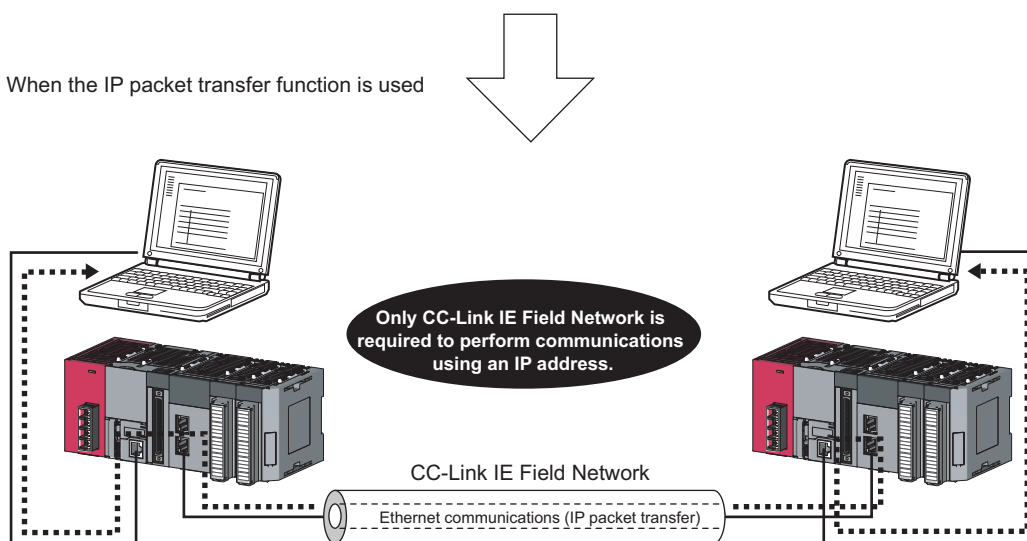 When the IP packet transfer function is used
Only CC-Link IE Field Network is
required to perform communications
using an IP address.
CC-Link IE Field Network
Ethernet communications (IP packet transfer)